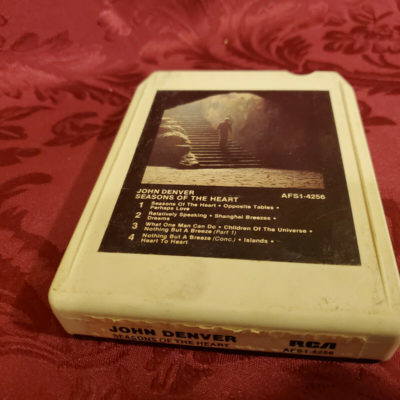 JOHN DENVER
SEASONS OF THE HEART AFS1-4256
1 Seasons Of The Heart • Opposite Tables •
Perhaps Love
2 Relatively Speaking • Shanghai Breezes •
Dreams
3 What One Man Can Do • Children Of The Universe •
Nothing But A Breeze (Part 1)
4 Nothing But A Breeze (Conc.) • Islands •
Heart To Heart
JOHN DENVER RCA
SEASONS OF THE HEART AFS1-4256